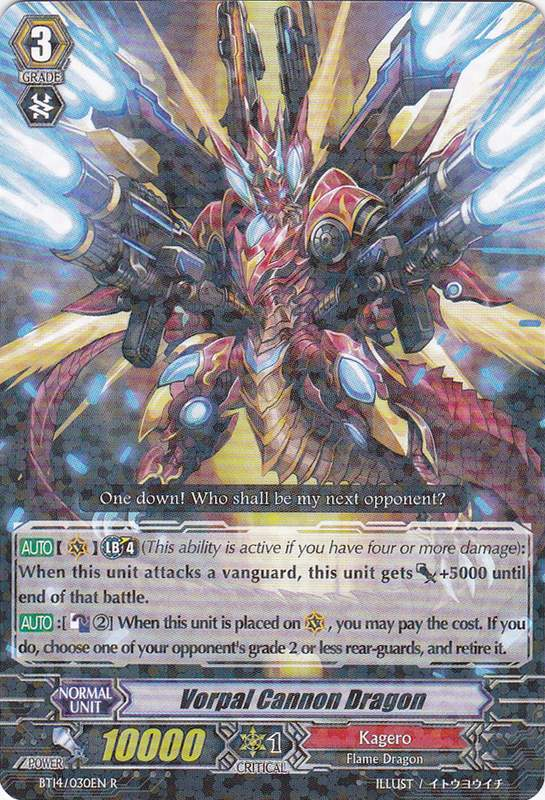 3
GRADE
One down! Who shall be my next opponent?
AUTO 【 】 LB 4 (This ability is active if you have four or more damage):
When this unit attacks a vanguard, this unit gets +5000 until
end of that battle.
AUTO :[ ②] When this unit is placed on , you may pay the cost. If you
do, choose one of your opponent's grade 2 or less rear-guards, and retire it.
NORMAL
UNIT
Vorpal Cannon Dragon
POWER
10000
1
CRITICAL
Kagero
Flame Dragon
BT14/030EN R
ILLUST / イトウヨウイチ